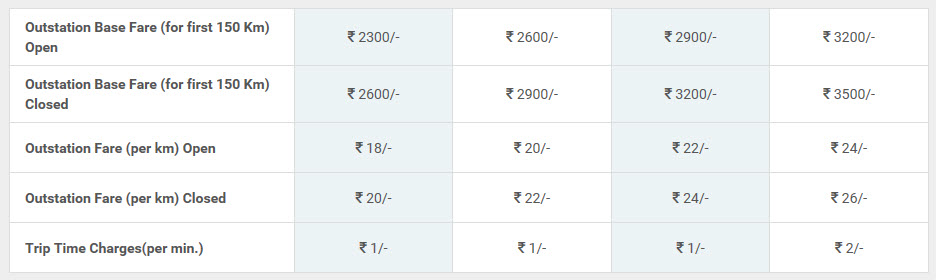 Outstation Base Fare (for first 150 Km) Open ₹ 2300/- ₹ 2600/- ₹ 2900/- ₹ 3200/-
Outstation Base Fare (for first 150 Km) Closed ₹ 2600/- ₹ 2900/- ₹ 3200/- ₹ 3500/-
Outstation Fare (per km) Open ₹ 18/- ₹ 20/- ₹ 22/- ₹ 24/-
Outstation Fare (per km) Closed ₹ 20/- ₹ 22/- ₹ 24/- ₹ 26/-
Trip Time Charges(per min.) ₹ 1/- ₹ 1/- ₹ 1/- ₹ 2/-